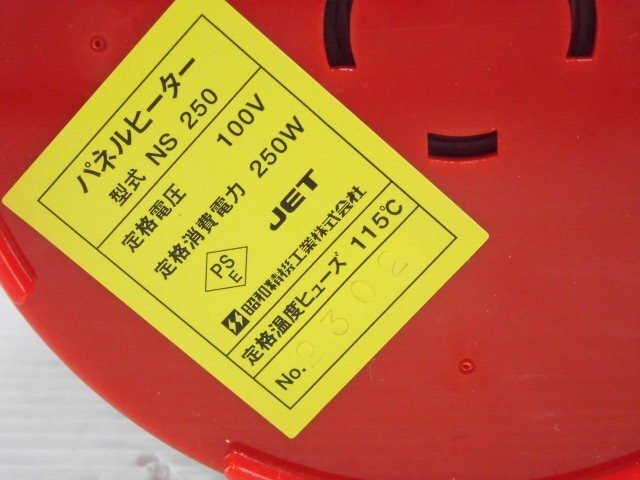 パネルヒーター
型式 NS 250
定格電圧 100V
定格消費電力 250W
PS E JET
昭和精機工業株式会社
定格温度ヒューズ 115℃
No. 2302